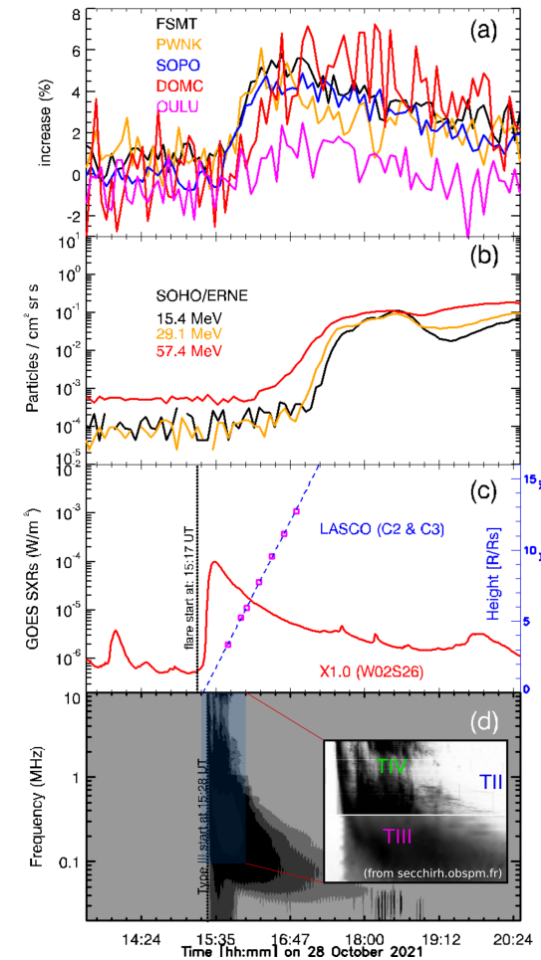 (a)
FSMT
PWNK
SOPO
DOMC
OULU
increase (%)
8
6
4
2
0
-2
(b)
SOHO/ERNE
15.4 MeV
29.1 MeV
57.4 MeV
Particles / cm² sr s
10¹
10⁰
10⁻¹
10⁻²
10⁻³
10⁻⁴
10⁻⁵
(c)
LASCO (C2 & C3)
X1.0 (W02S26)
flare start at: 15:17 UT
GOES SXRs (W/m²)
10⁻²
10⁻³
10⁻⁴
10⁻⁵
10⁻⁶
Height [R/Rs]
15
10
5
0
(d)
TIV
TII
TIII
(from secchirh.obspm.fr)
Type III start at 15:28 UT
Frequency (MHz)
10
1
0.1
14:24 15:35 16:47 18:00 19:12 20:24
Time [hh:mm] on 28 October 2021